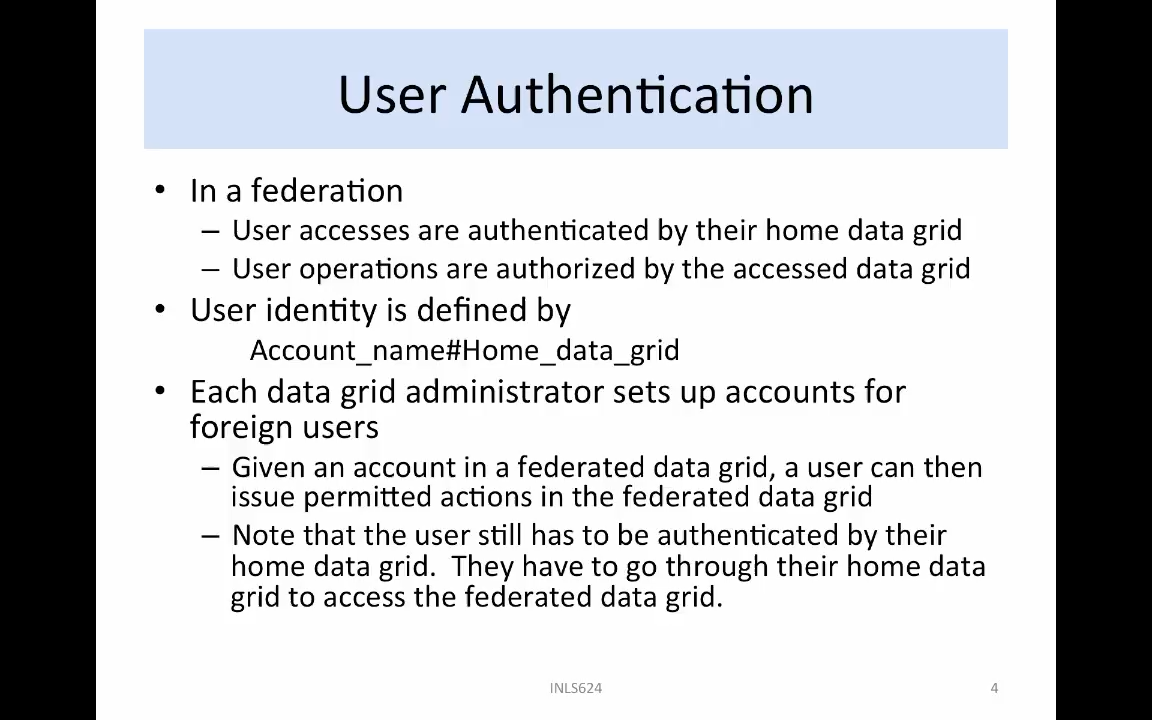 User Authentication
• In a federation
– User accesses are authenticated by their home data grid
– User operations are authorized by the accessed data grid
• User identity is defined by
Account_name#Home_data_grid
• Each data grid administrator sets up accounts for
foreign users
– Given an account in a federated data grid, a user can then
issue permitted actions in the federated data grid
– Note that the user still has to be authenticated by their
home data grid.  They have to go through their home data
grid to access the federated data grid.
INLS624
4